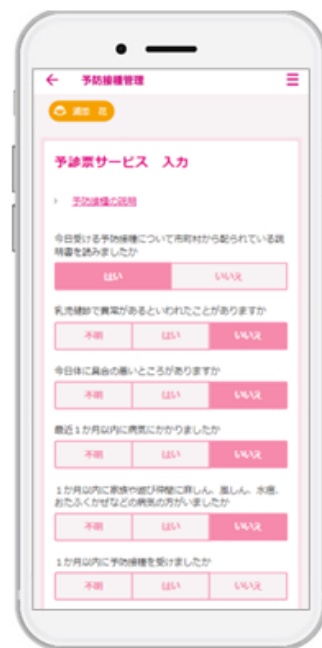 予防接種管理
花
予診票サービス 入力
予防接種の説明
今日受ける予防接種について市町村から配られている説
明書を読みましたか
はい いいえ
乳児健診で異常があるといわれたことがありますか
不明 はい いいえ
今日体に具合の悪いところがありますか
不明 はい いいえ
最近1か月以内に病気にかかりましたか
不明 はい いいえ
1か月以内に家族や遊び仲間に麻しん、風しん、水痘、
おたふくかぜなどの病気の方がいましたか
不明 はい いいえ
1か月以内に予防接種を受けましたか
不明 はい いいえ